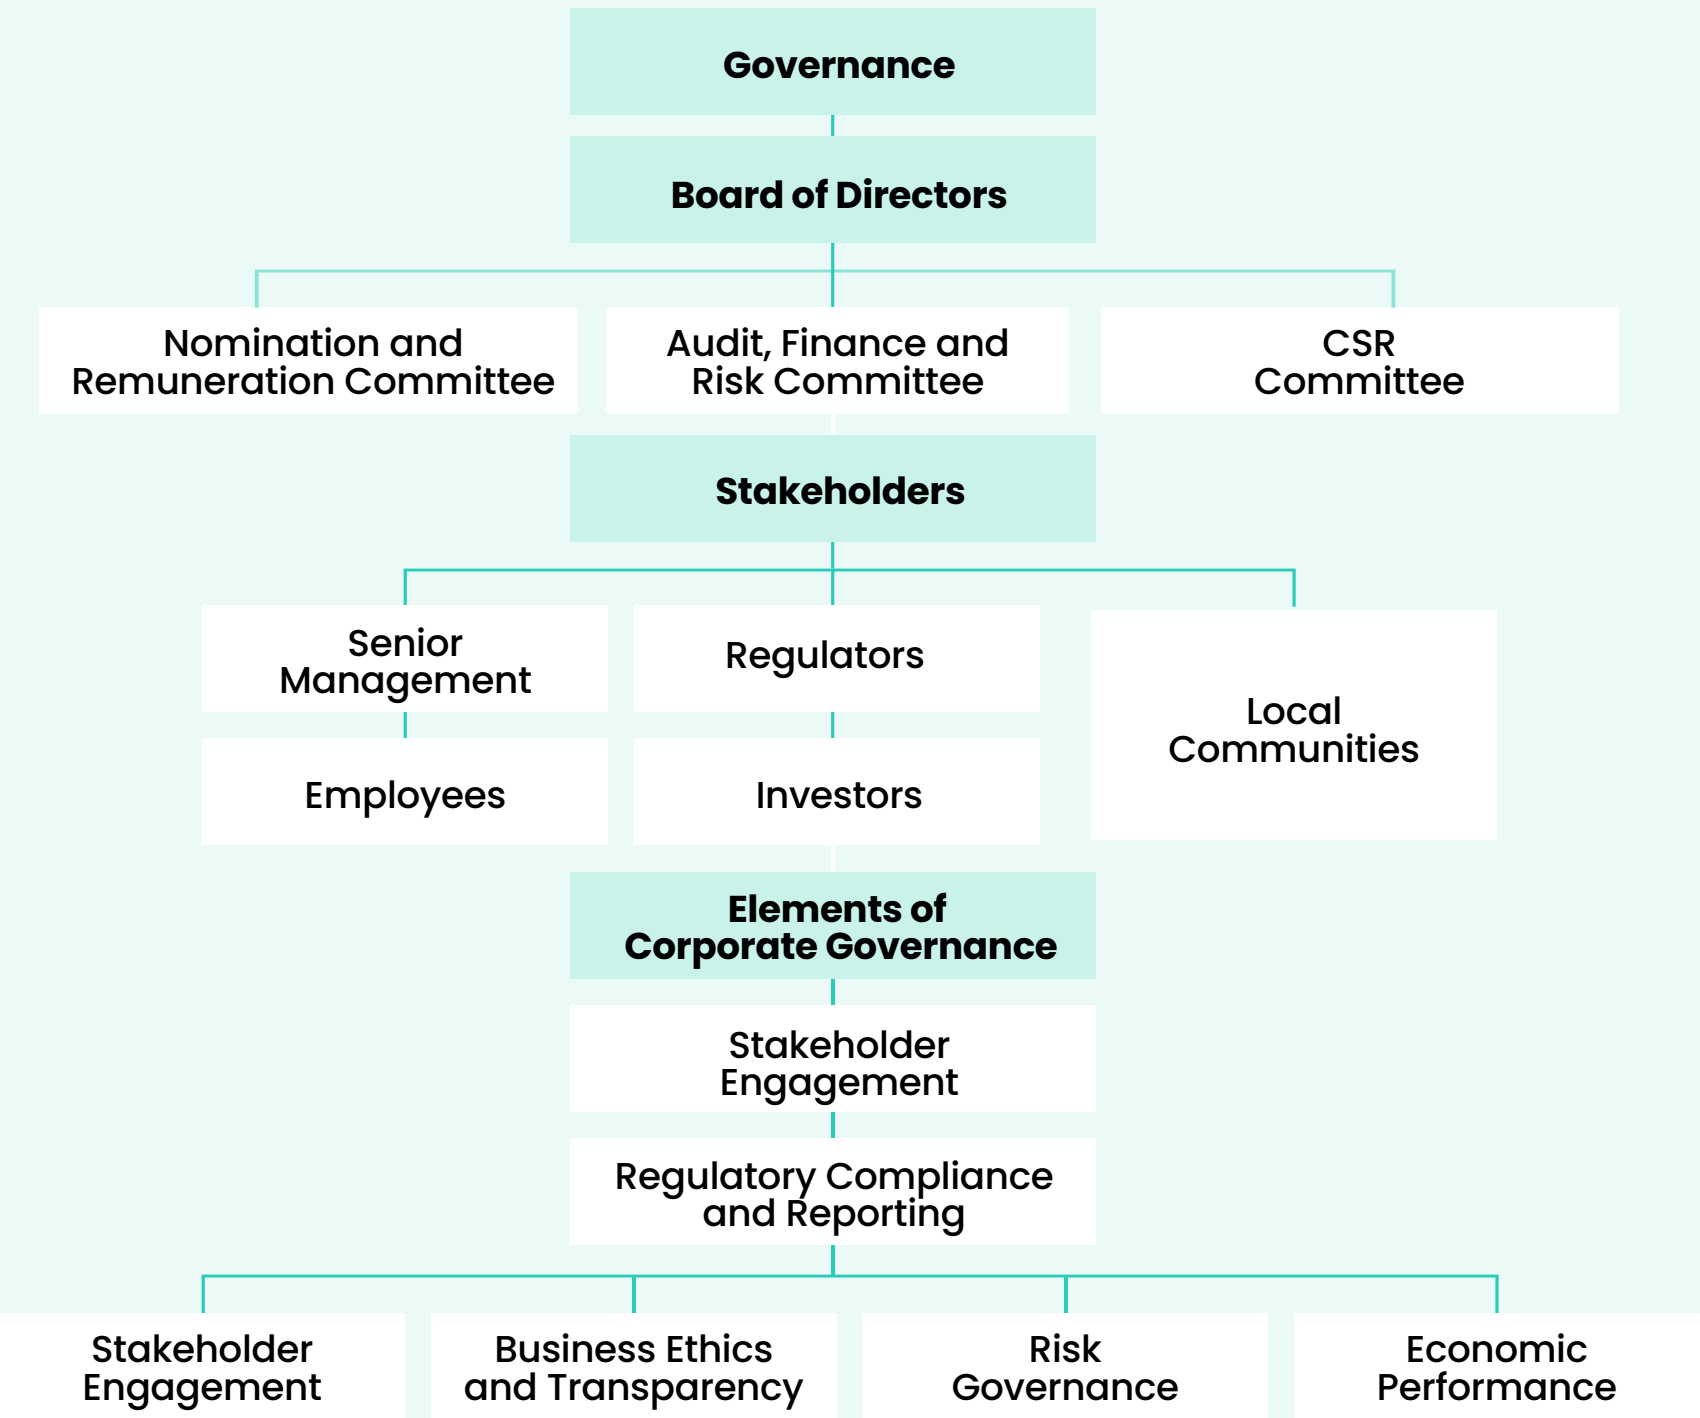 Governance
Board of Directors
Nomination and
Remuneration Committee
Audit, Finance and
Risk Committee
CSR
Committee
Stakeholders
Senior
Management
Regulators
Local
Communities
Employees
Investors
Elements of
Corporate Governance
Stakeholder
Engagement
Regulatory Compliance
and Reporting
Stakeholder
Engagement
Business Ethics
and Transparency
Risk
Governance
Economic
Performance